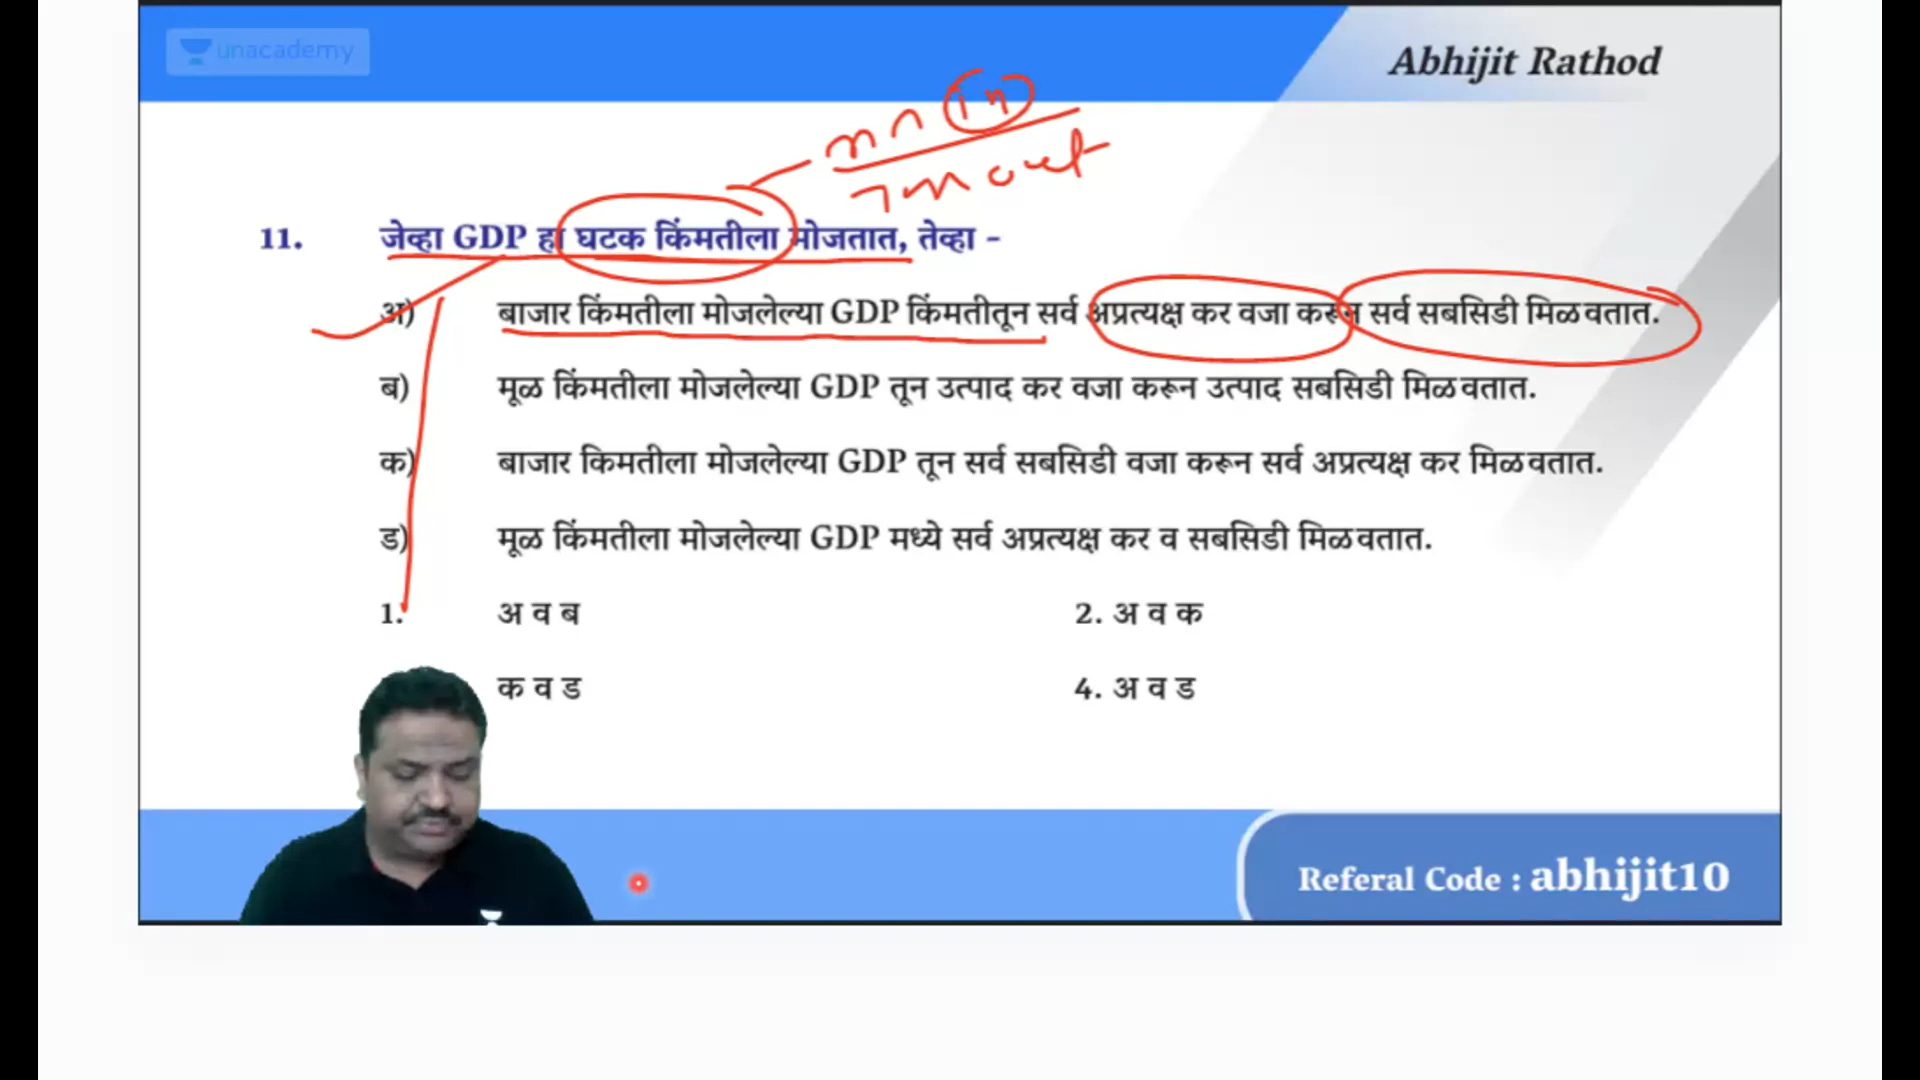 unacademy
Abhijit Rathod
in
out
11. जेव्हा GDP हा घटक किंमतीला मोजतात, तेव्हा -
अ) बाजार किंमतीला मोजलेल्या GDP किंमतीतून सर्व अप्रत्यक्ष कर वजा करून सर्व सबसिडी मिळवतात.
ब) मूळ किंमतीला मोजलेल्या GDP तून उत्पाद कर वजा करून उत्पाद सबसिडी मिळवतात.
क) बाजार किमतीला मोजलेल्या GDP तून सर्व सबसिडी वजा करून सर्व अप्रत्यक्ष कर मिळवतात.
ड) मूळ किंमतीला मोजलेल्या GDP मध्ये सर्व अप्रत्यक्ष कर व सबसिडी मिळवतात.
1. अ व ब 2. अ व क
क व ड 4. अ व ड
Referal Code : abhijit10